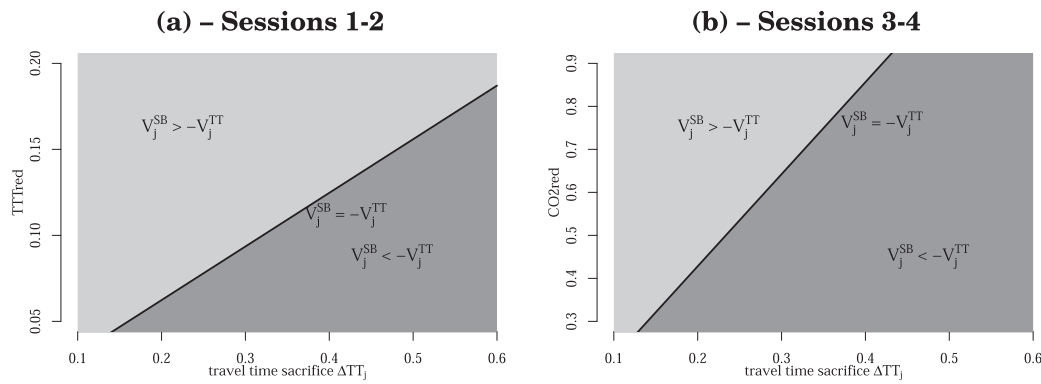 (a) – Sessions 1-2
TTTred
0.20
0.15
0.10
0.05
V_j^SB > −V_j^TT
V_j^SB = −V_j^TT
V_j^SB < −V_j^TT
0.1 0.2 0.3 0.4 0.5 0.6
travel time sacrifice ΔTT_j
(b) – Sessions 3-4
CO2red
0.9
0.8
0.7
0.6
0.5
0.4
0.3
V_j^SB > −V_j^TT
V_j^SB = −V_j^TT
V_j^SB < −V_j^TT
0.1 0.2 0.3 0.4 0.5 0.6
travel time sacrifice ΔTT_j